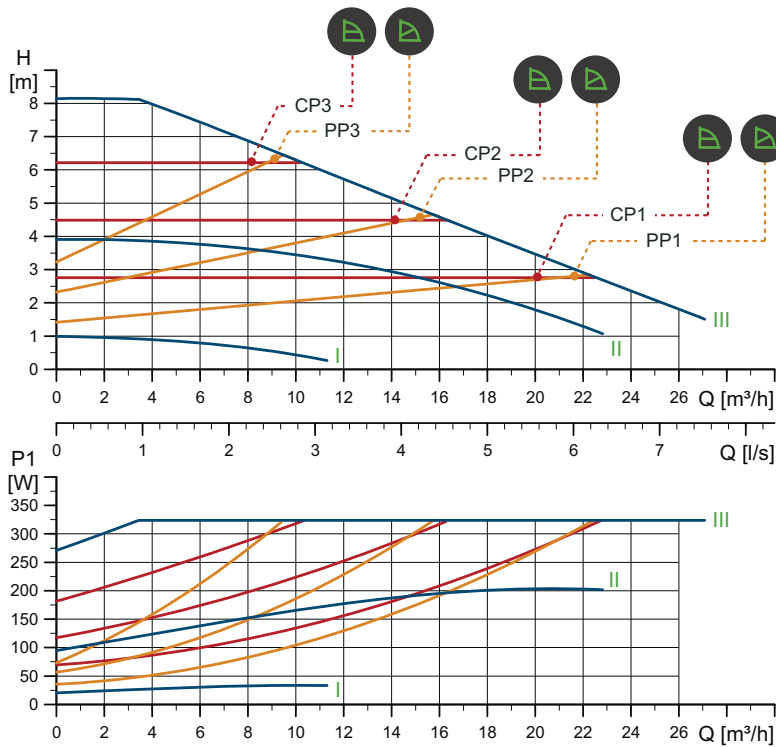 H
[m]
8
7
6
5
4
3
2
1
0
CP3
PP3
CP2
PP2
CP1
PP1
I
II
III
0 2 4 6 8 10 12 14 16 18 20 22 24 26 Q [m³/h]
0 1 2 3 4 5 6 7 Q [l/s]
P1
[W]
350
300
250
200
150
100
50
0
III
II
I
0 2 4 6 8 10 12 14 16 18 20 22 24 26 Q [m³/h]